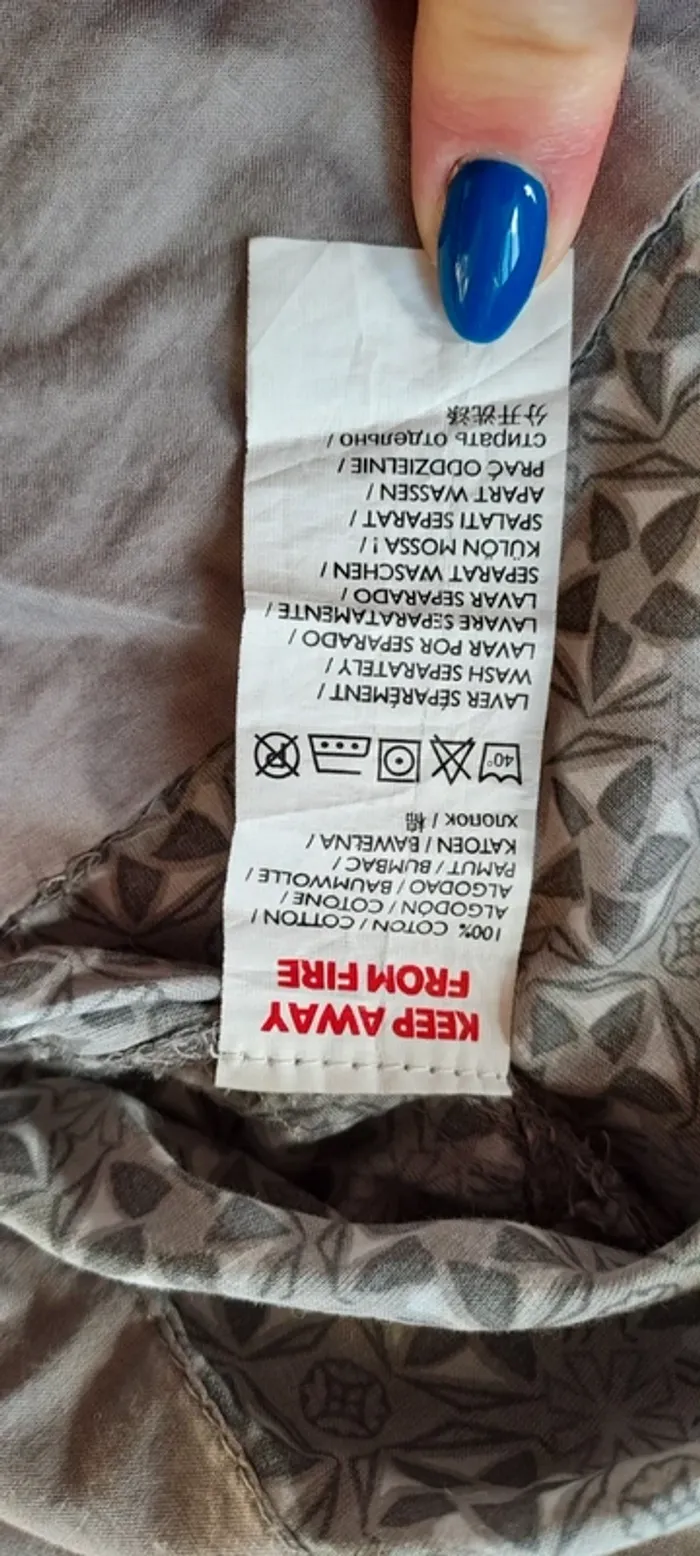 KEEP AWAY
FROM FIRE
100% COTON / COTTON /
ALGODÓN / COTONE /
ALGODAO / BAUMWOLLE /
PAMUT / BUMBAC /
KATOEN / BAWEŁNA /
ХЛОПОК / 棉
40°
LAVER SÉPARÉMENT /
WASH SEPARATELY /
LAVAR POR SEPARADO /
LAVARE SEPARATAMENTE /
LAVAR SEPARADO /
SEPARAT WASCHEN /
KÜLÖN MOSSA ! /
SPALATI SEPARAT /
APART WASSEN /
PRAĆ ODDZIELNIE /
СТИРАТЬ ОТДЕЛЬНО /
分开洗涤